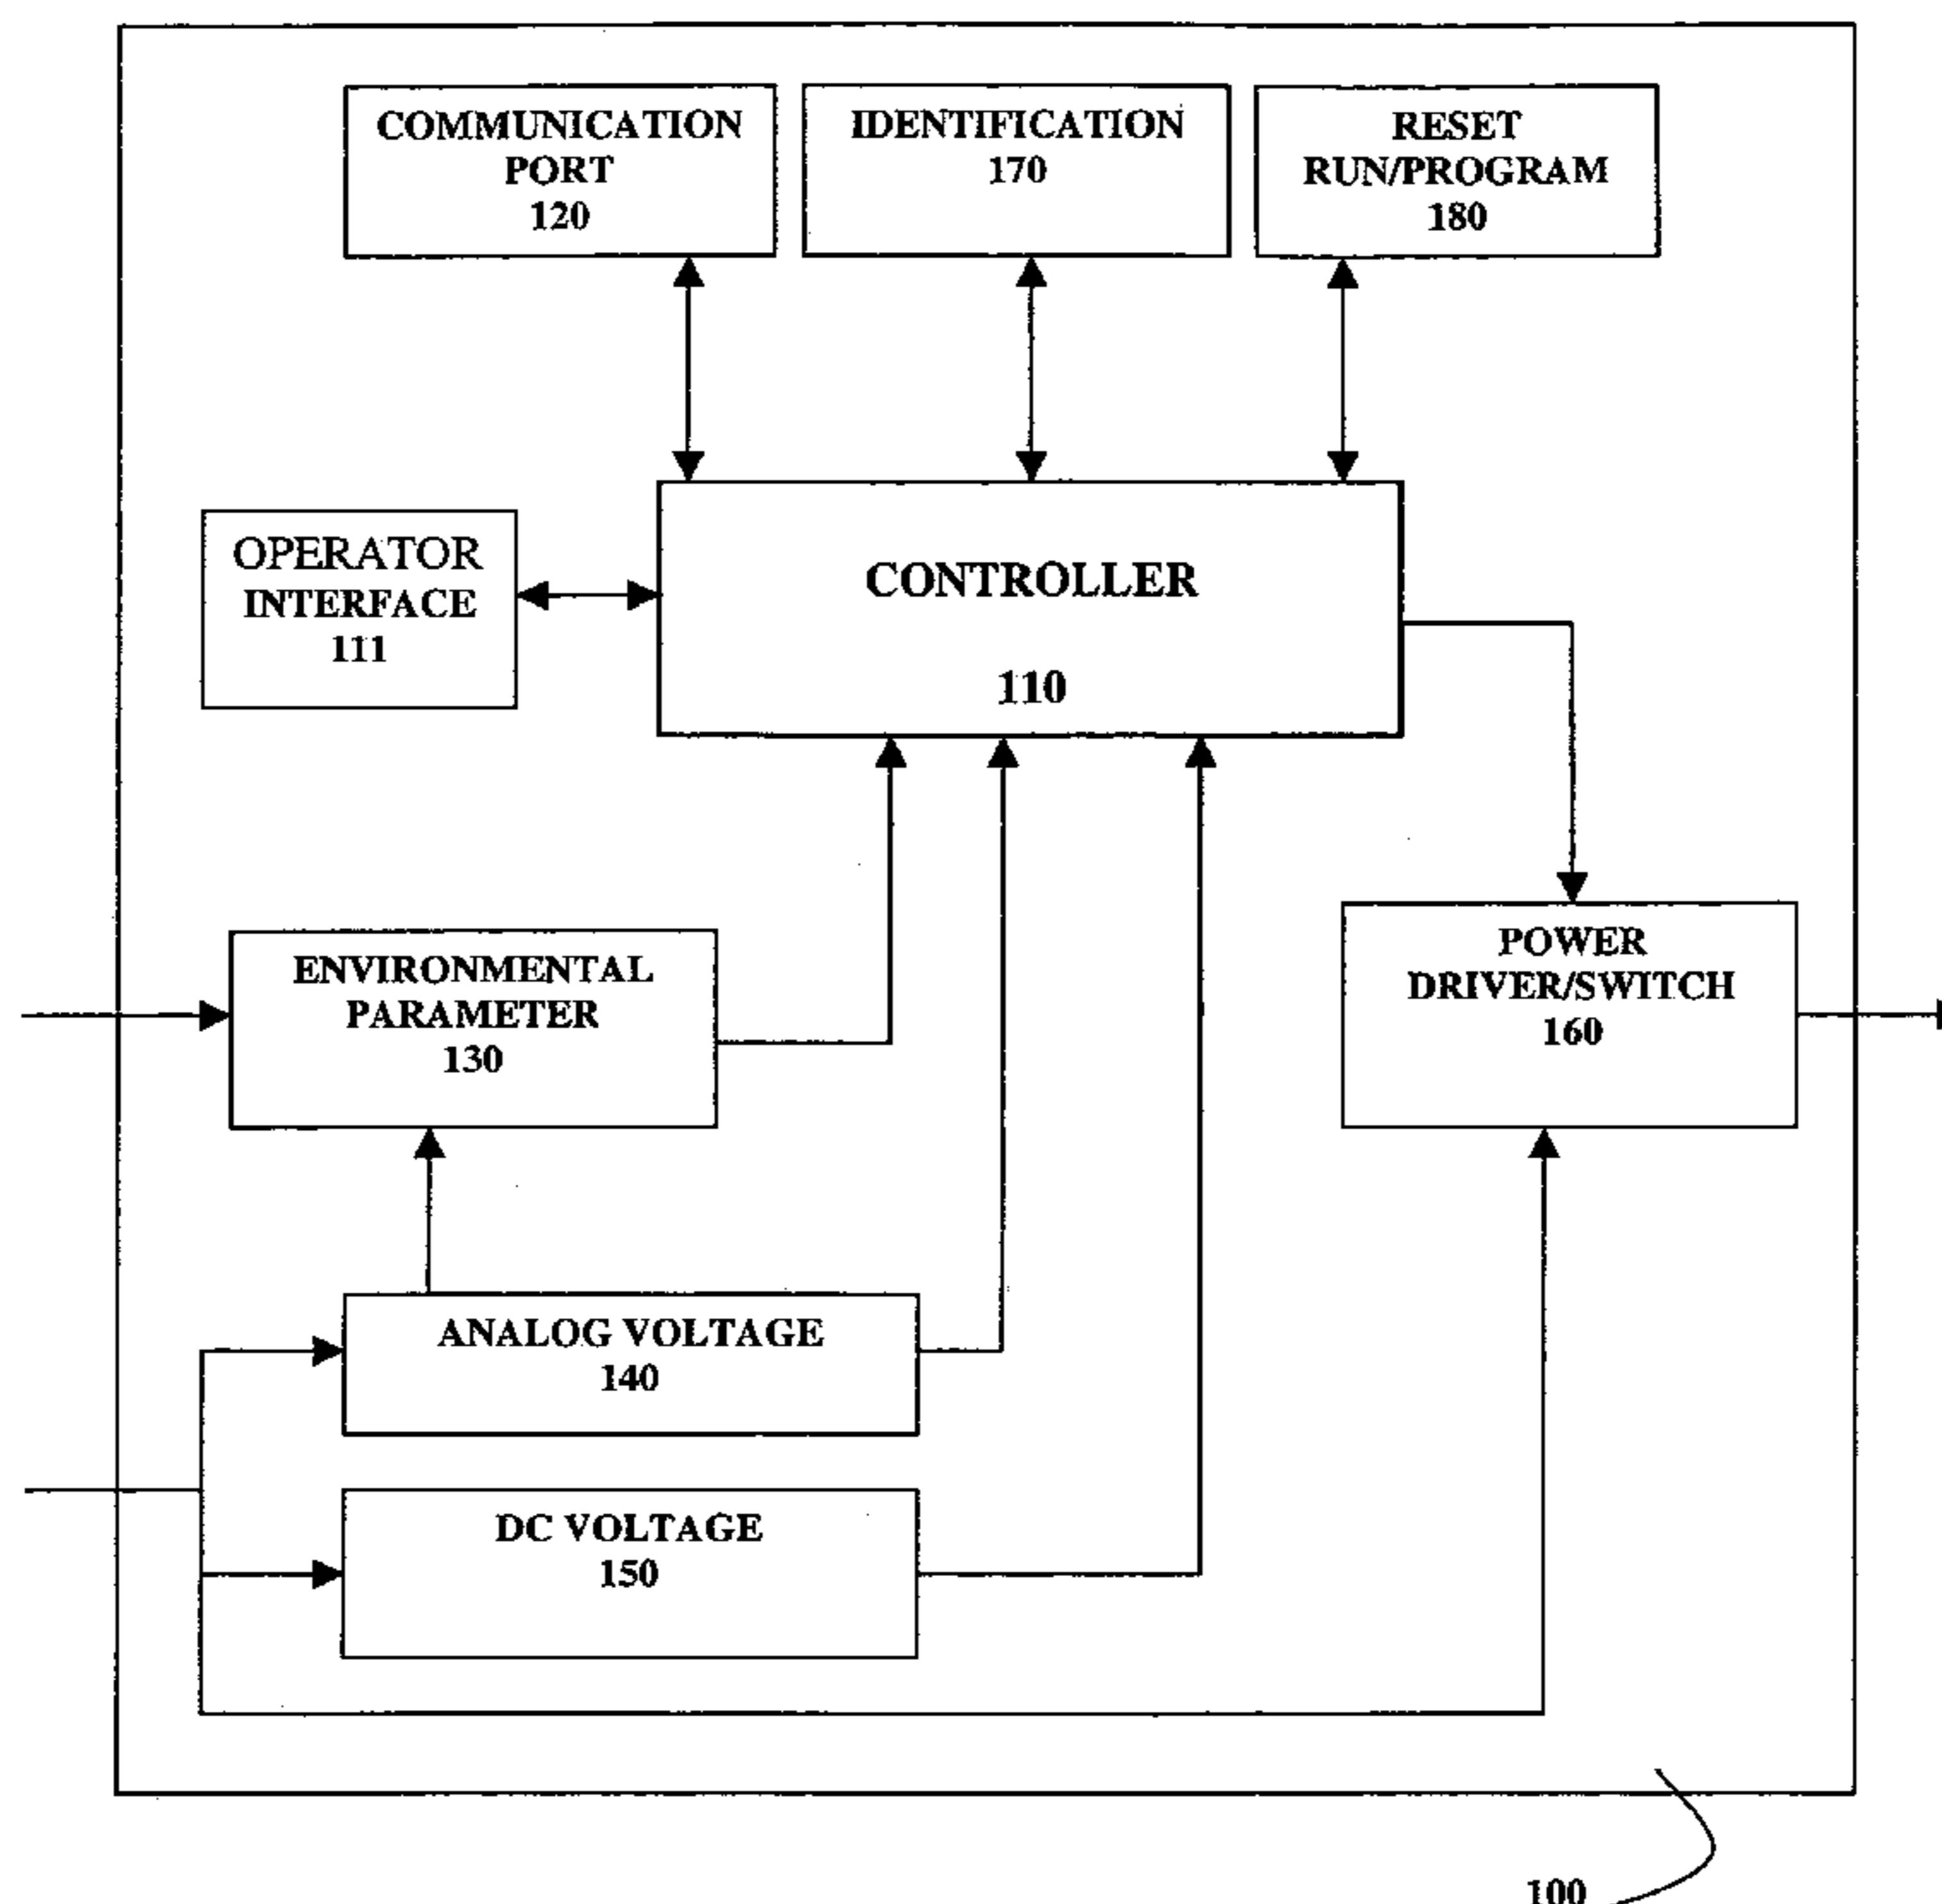 COMMUNICATION
PORT
120
IDENTIFICATION
170
RESET
RUN/PROGRAM
180
OPERATOR
INTERFACE
111
CONTROLLER
110
ENVIRONMENTAL
PARAMETER
130
POWER
DRIVER/SWITCH
160
ANALOG VOLTAGE
140
DC VOLTAGE
150
100